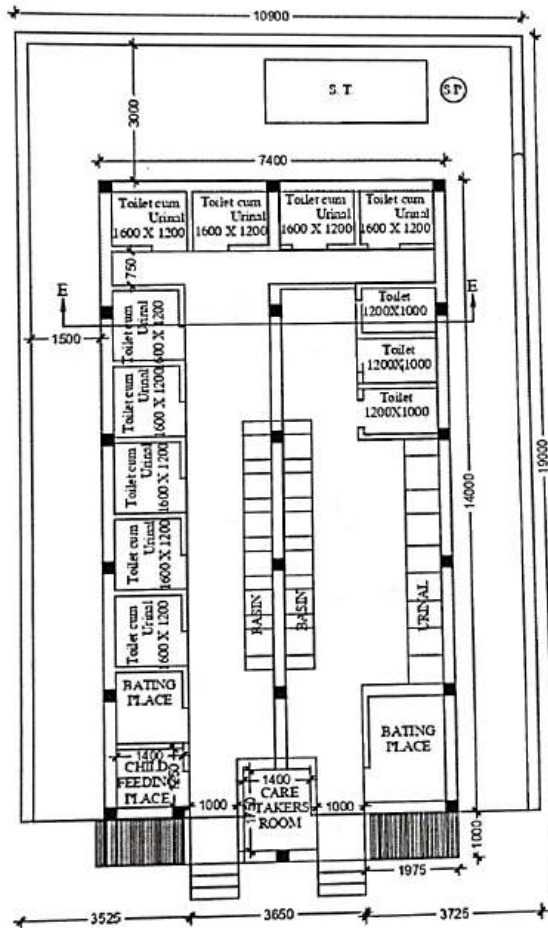 10900
S. T.
S.P
3000
7400
Toilet cum
Urinal
1600 X 1200
Toilet cum
Urinal
1600 X 1200
Toilet cum
Urinal
1600 X 1200
Toilet cum
Urinal
1600 X 1200
750
E
E
1500
Toilet cum
Urinal
1600 X 1200
Toilet
1200X1000
Toilet
1200X1000
Toilet
1200X1000
Toilet cum
Urinal
1600 X 1200
Toilet cum
Urinal
1600 X 1200
Toilet cum
Urinal
1600 X 1200
Toilet cum
Urinal
1600 X 1200
19000
14000
BASIN
BASIN
URINAL
BATING
PLACE
BATING
PLACE
1400
1250
CHILD
FEEDING
PLACE
1400
CARE
TAKERS
ROOM
1000
1000
1000
1975
3525
3650
3725